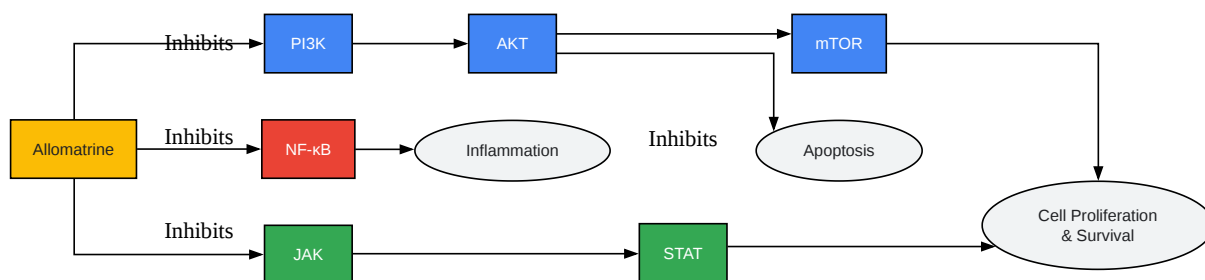 Inhibits
PI3K
AKT
mTOR
Allomatrine
Inhibits
NF-κB
Inflammation
Inhibits
Apoptosis
Inhibits
JAK
STAT
Cell Proliferation
& Survival